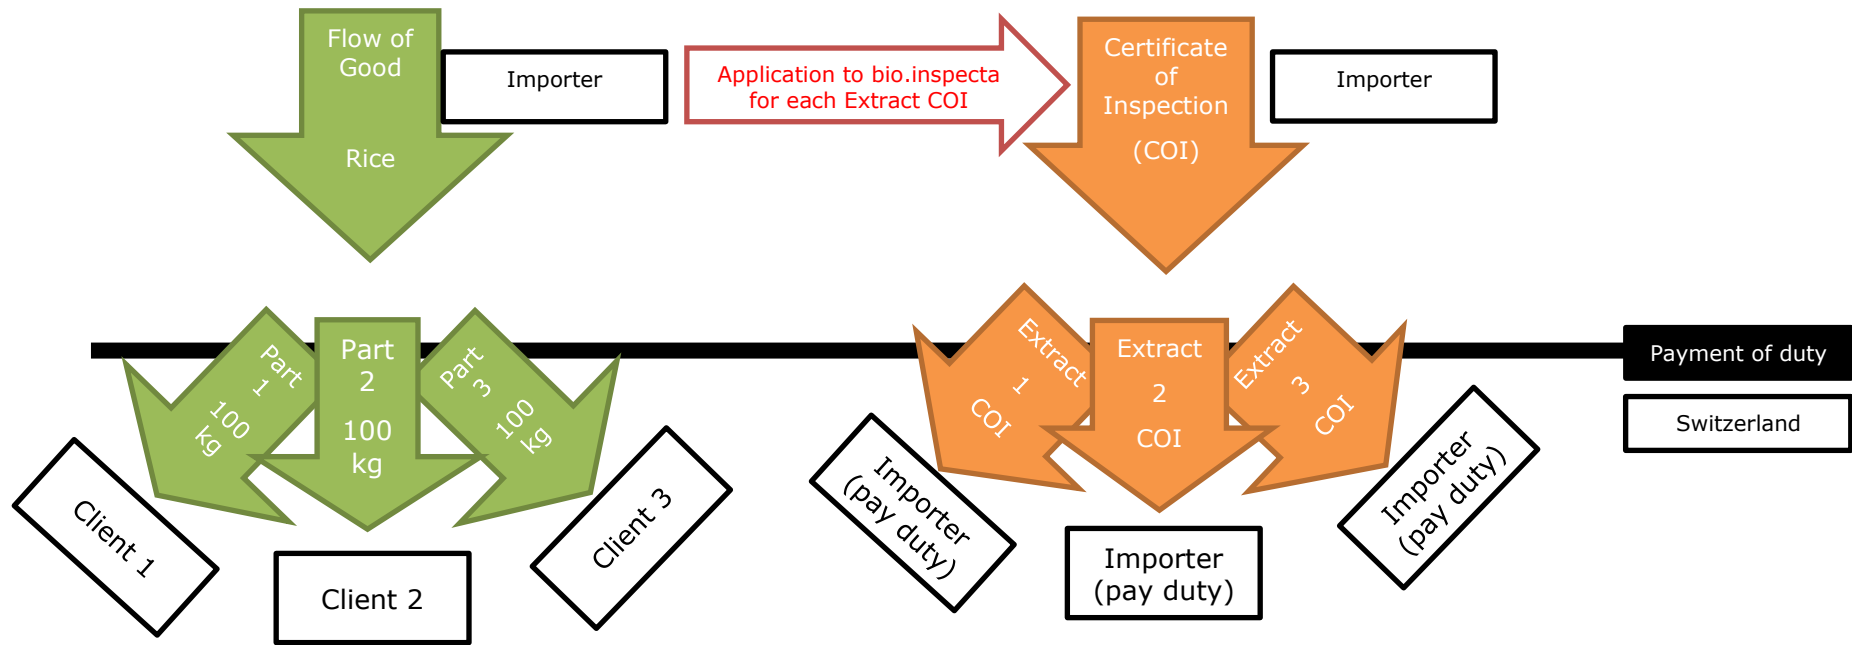 Flow of
Good
Rice
Importer
Application to bio.inspecta
for each Extract COI
Certificate
of
Inspection
(COI)
Importer
Part
1
100
kg
Part
2
100
kg
Part
3
100
kg
Extract
1
COI
Extract
2
COI
Extract
3
COI
Payment of duty
Switzerland
Client 1
Client 2
Client 3
Importer
(pay duty)
Importer
(pay duty)
Importer
(pay duty)